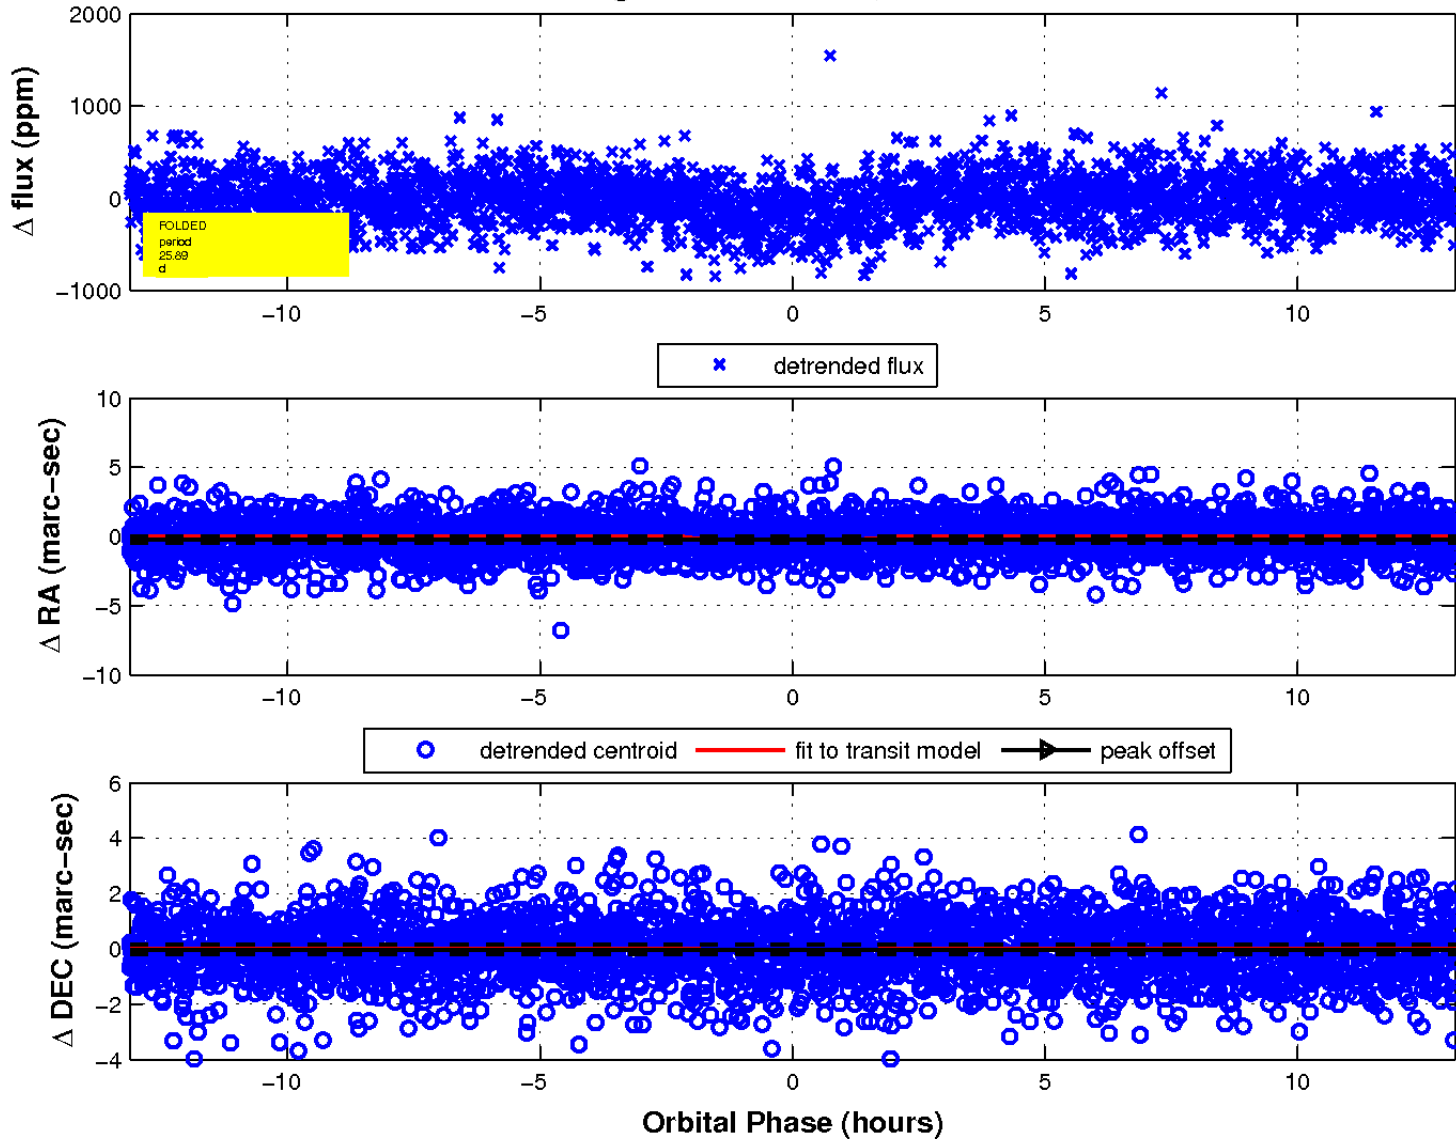 2000
1000
0
−1000
Δ flux (ppm)
FOLDED
period
25.89
d
−10 −5 0 5 10
detrended flux
10
5
0
−5
−10
Δ RA (marc−sec)
−10 −5 0 5 10
detrended centroid fit to transit model peak offset
6
4
2
0
−2
−4
Δ DEC (marc−sec)
−10 −5 0 5 10
Orbital Phase (hours)